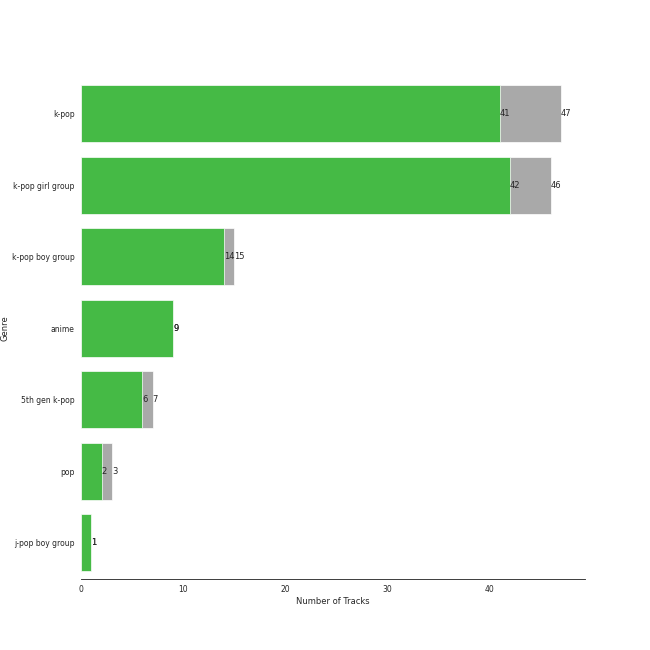 k-pop 41 47
k-pop girl group 42 46
k-pop boy group 14 15
anime 9
5th gen k-pop 6 7
pop 2 3
j-pop boy group 1
0 10 20 30 40
Number of Tracks
Genre